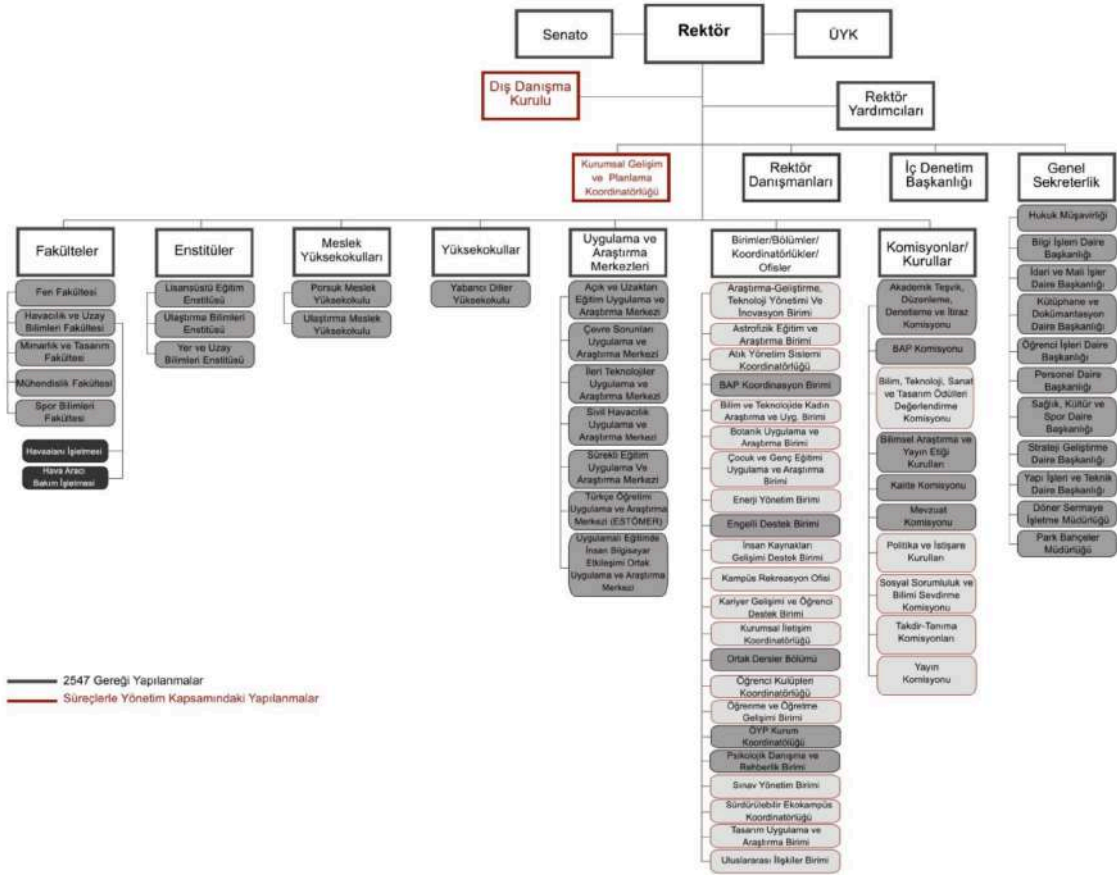 Senato
Rektör
ÜYK
Dış Danışma
Kurulu
Rektör
Yardımcıları
Kurumsal Gelişim
ve Planlama
Koordinatörlüğü
Rektör
Danışmanları
İç Denetim
Başkanlığı
Genel
Sekreterlik
Fakülteler
Fen Fakültesi
Havacılık ve Uzay
Bilimleri Fakültesi
Mimarlık ve Tasarım
Fakültesi
Mühendislik Fakültesi
Spor Bilimleri
Fakültesi
Havaalanı İşletmesi
Hava Aracı
Bakım İşletmesi
Enstitüler
Lisansüstü Eğitim
Enstitüsü
Ulaştırma Bilimleri
Enstitüsü
Yer ve Uzay
Bilimleri Enstitüsü
Meslek
Yüksekokulları
Porsuk Meslek
Yüksekokulu
Ulaştırma Meslek
Yüksekokulu
Yüksekokullar
Yabancı Diller
Yüksekokulu
Uygulama ve
Araştırma
Merkezleri
Açık ve Uzaktan
Eğitim Uygulama ve
Araştırma Merkezi
Çevre Sorunları
Uygulama ve
Araştırma Merkezi
İleri Teknolojiler
Uygulama ve
Araştırma Merkezi
Sivil Havacılık
Uygulama ve
Araştırma Merkezi
Sürekli Eğitim
Uygulama Ve
Araştırma Merkezi
Türkçe Öğretimi
Uygulama ve Araştırma
Merkezi (ESTÖMER)
Uygulamalı Eğitimde
İnsan Bilgisayar
Etkileşimi Ortak
Uygulama ve Araştırma
Merkezi
Birimler/Bölümler/
Koordinatörlükler/
Ofisler
Araştırma-Geliştirme,
Teknoloji Yönetimi Ve
İnovasyon Birimi
Astrofizik Eğitim ve
Araştırma Birimi
Atık Yönetim Sistemi
Koordinatörlüğü
BAP Koordinasyon Birimi
Bilim ve Teknolojide Kadın
Araştırma ve Uyg. Birimi
Botanik Uygulama ve
Araştırma Birimi
Çocuk ve Genç Eğitimi
Uygulama ve Araştırma
Birimi
Enerji Yönetim Birimi
Engelli Destek Birimi
İnsan Kaynakları
Gelişimi Destek Birimi
Kampüs Rekreasyon Ofisi
Kariyer Gelişimi ve Öğrenci
Destek Birimi
Kurumsal İletişim
Koordinatörlüğü
Ortak Dersler Bölümü
Öğrenci Kulüpleri
Koordinatörlüğü
Öğrenme ve Öğretme
Gelişimi Birimi
ÖYP Kurum
Koordinatölüğü
Psikolojik Danışma ve
Rehberlik Birimi
Sınav Yönetim Birimi
Sürdürülebilir Ekokampüs
Koordinatörlüğü
Tasarım Uygulama ve
Araştırma Birimi
Uluslararası İlişkiler Birimi
Komisyonlar/
Kurullar
Akademik Teşvik,
Düzenleme,
Denetleme ve İtiraz
Komisyonu
BAP Komisyonu
Bilim, Teknoloji, Sanat
ve Tasarım Ödülleri
Değerlendirme
Komisyonu
Bilimsel Araştırma ve
Yayın Etiği
Kurulları
Kalite Komisyonu
Mevzuat
Komisyonu
Politika ve İstişare
Kurulları
Sosyal Sorumluluk ve
Bilimi Sevdirme
Komisyonu
Takdir-Tanıma
Komisyonları
Yayın
Komisyonu
Hukuk Müşavirliği
Bilgi İşlem Daire
Başkanlığı
İdari ve Mali İşler
Daire Başkanlığı
Kütüphane ve
Dokümantasyon
Daire Başkanlığı
Öğrenci İşleri Daire
Başkanlığı
Personel Daire
Başkanlığı
Sağlık, Kültür ve
Spor Daire
Başkanlığı
Strateji Geliştirme
Daire Başkanlığı
Yapı İşleri ve Teknik
Daire Başkanlığı
Döner Sermaye
İşletme Müdürlüğü
Park Bahçeler
Müdürlüğü
2547 Gereği Yapılanmalar
Süreçlerle Yönetim Kapsamındaki Yapılanmalar